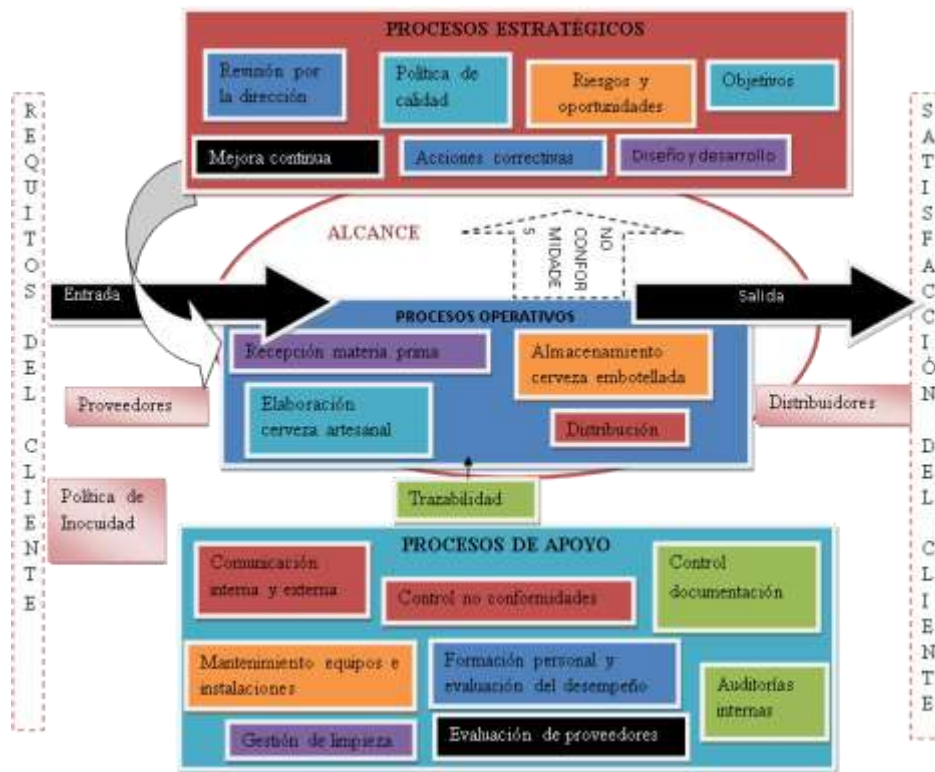 PROCESOS ESTRATÉGICOS
Revisión por
la dirección
Política de
calidad
Riesgos y
oportunidades
Objetivos
Mejora continua
Acciones correctivas
Diseño y desarrollo
REQUITOS DEL CLIENTE
SATISFACCIÓN DEL CLIENTE
ALCANCE
NO
CONFOR
MIDADE
S
Entrada
Salida
PROCESOS OPERATIVOS
Recepción materia prima
Almacenamiento
cerveza embotellada
Elaboración
cerveza artesanal
Distribución
Proveedores
Distribuidores
Política de
Inocuidad
Trazabilidad
PROCESOS DE APOYO
Comunicación
interna y externa
Control no conformidades
Control
documentación
Mantenimiento equipos e
instalaciones
Formación personal y
evaluación del desempeño
Auditorías
internas
Gestión de limpieza
Evaluación de proveedores